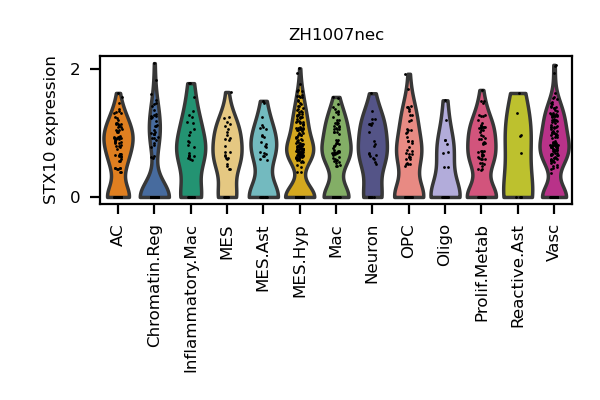 ZH1007nec
STX10 expression
2
0
AC
Chromatin.Reg
Inflammatory.Mac
MES
MES.Ast
MES.Hyp
Mac
Neuron
OPC
Oligo
Prolif.Metab
Reactive.Ast
Vasc